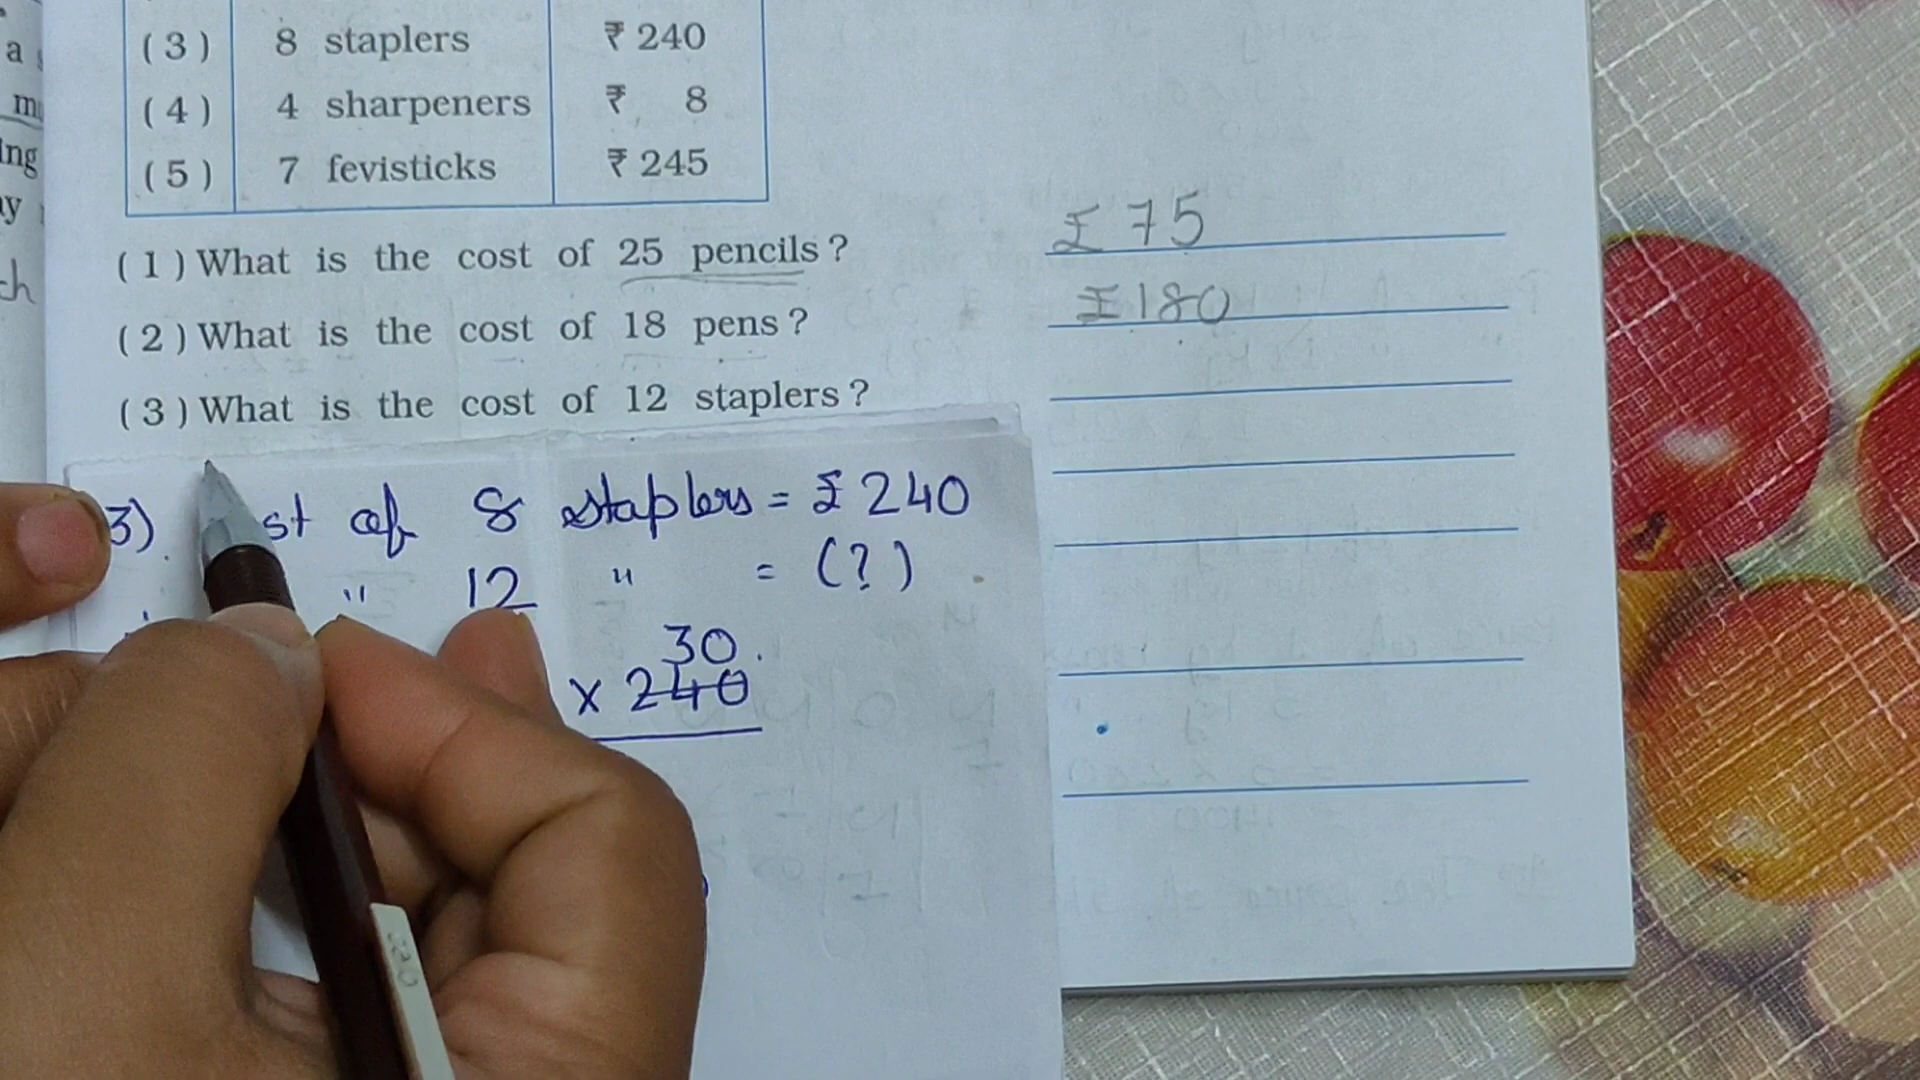 ( 3 ) 8 staplers ₹ 240
( 4 ) 4 sharpeners ₹ 8
( 5 ) 7 fevisticks ₹ 245
( 1 ) What is the cost of 25 pencils ? ₹ 75
( 2 ) What is the cost of 18 pens ? ₹ 180
( 3 ) What is the cost of 12 staplers ?
3) st of 8 staplers = ₹ 240
" 12 " = (?)
30
x 240